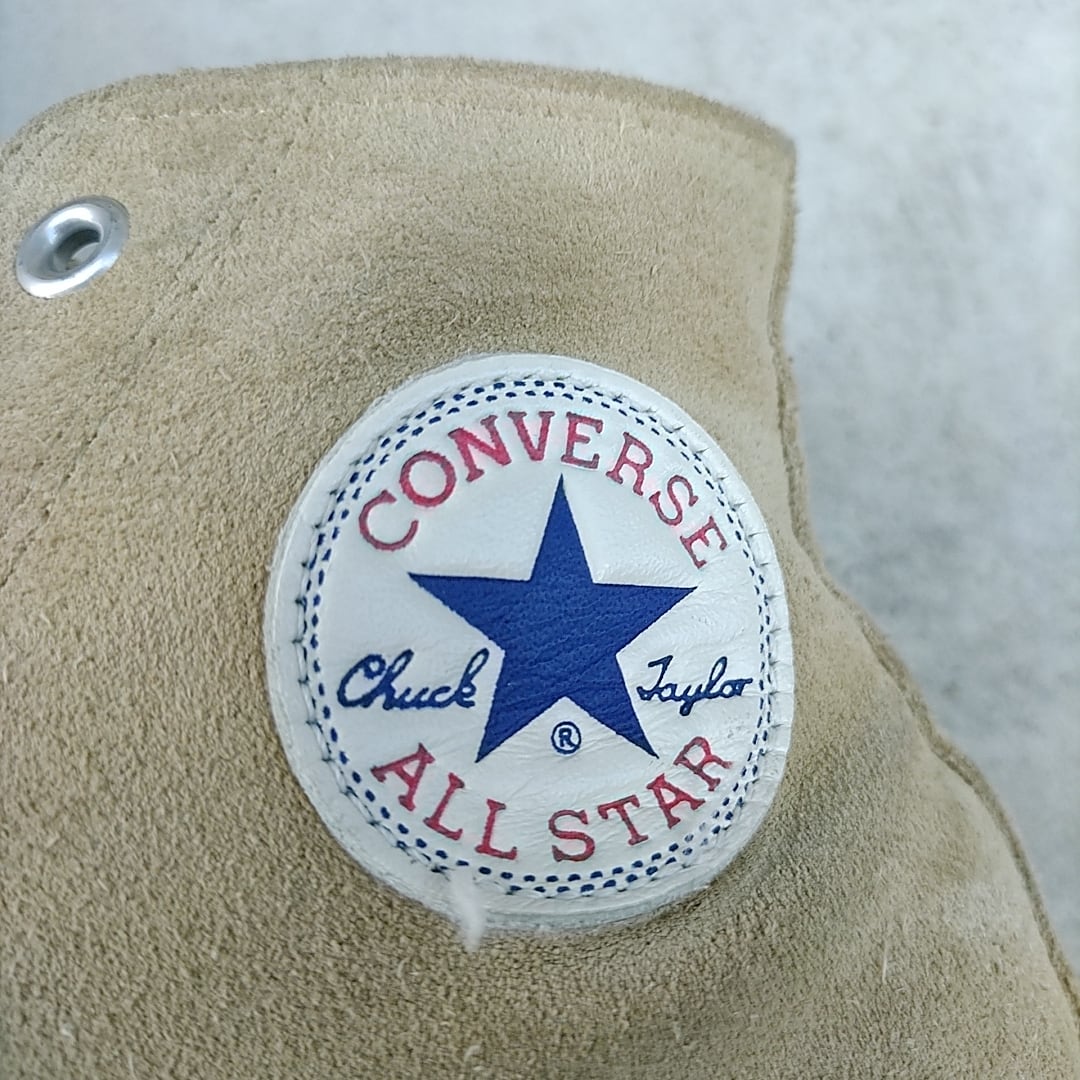 CONVERSE
Chuck Taylor
®
ALL STAR